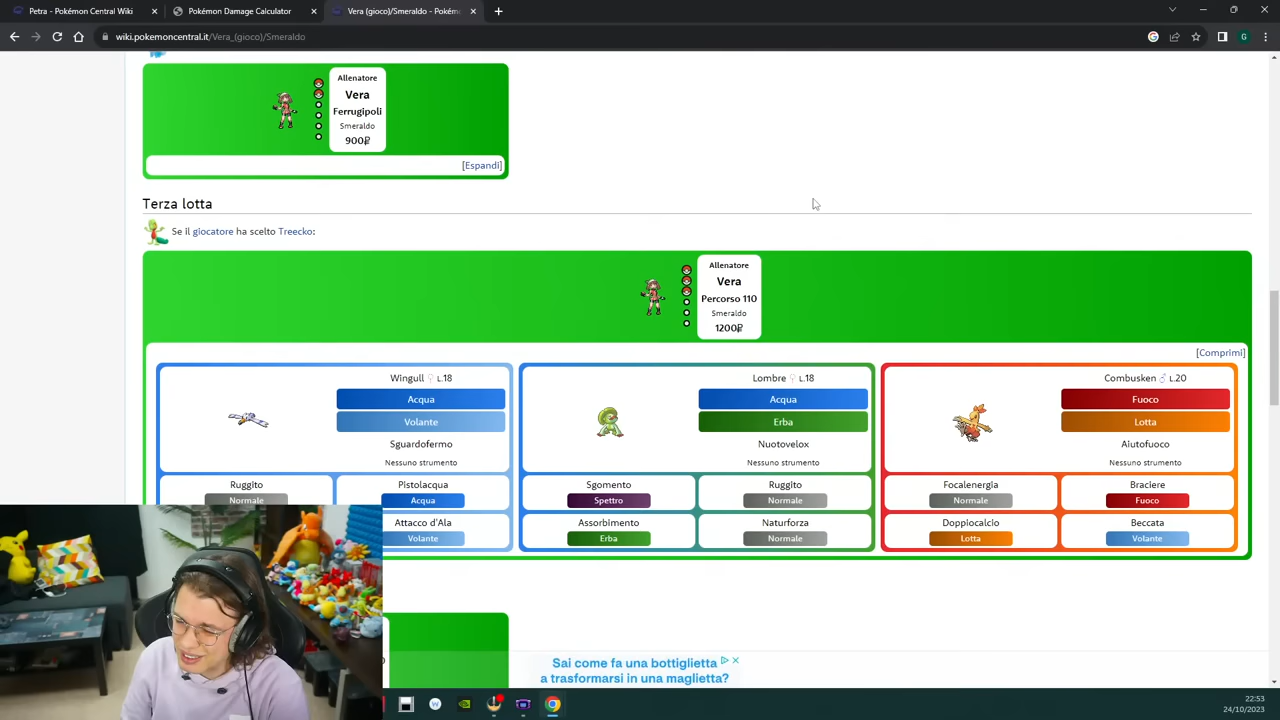 Petra - Pokémon Central Wiki
Pokémon Damage Calculator
Vera (gioco)/Smeraldo - Pokém
wiki.pokemoncentral.it/Vera_(gioco)/Smeraldo
G
Allenatore
Vera
Ferrugipoli
Smeraldo
900
[Espandi]
Terza lotta
Se il giocatore ha scelto Treecko:
Allenatore
Vera
Percorso 110
Smeraldo
1200
[Comprimi]
Wingull ♀ L.18
Acqua
Volante
Sguardofermo
Nessuno strumento
Ruggito
Normale
Pistolacqua
Acqua
Attacco d'Ala
Volante
Lombre ♀ L.18
Acqua
Erba
Nuotovelox
Nessuno strumento
Sgomento
Spettro
Ruggito
Normale
Assorbimento
Erba
Naturforza
Normale
Combusken ♂ L.20
Fuoco
Lotta
Aiutofuoco
Nessuno strumento
Focalenergia
Normale
Braciere
Fuoco
Doppiocalcio
Lotta
Beccata
Volante
Sai come fa una bottiglietta
a trasformarsi in una maglietta?
22:53
24/10/2023